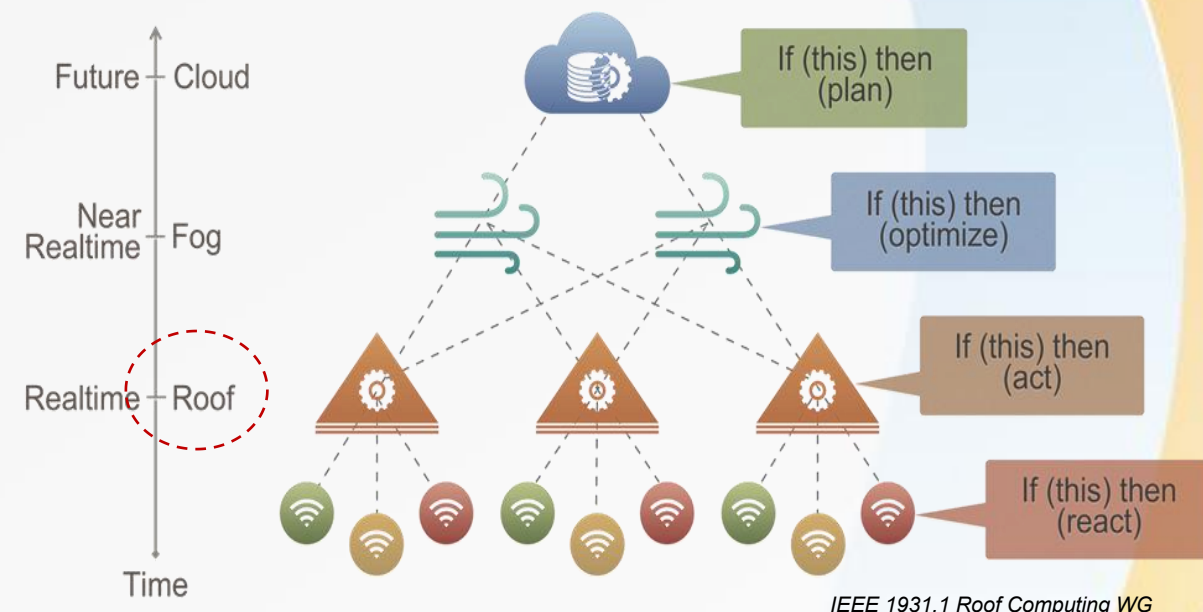 Future
Cloud
If (this) then
(plan)
Near
Realtime
Fog
If (this) then
(optimize)
Realtime
Roof
If (this) then
(act)
If (this) then
(react)
Time
IEEE 1931.1 Roof Computing WG